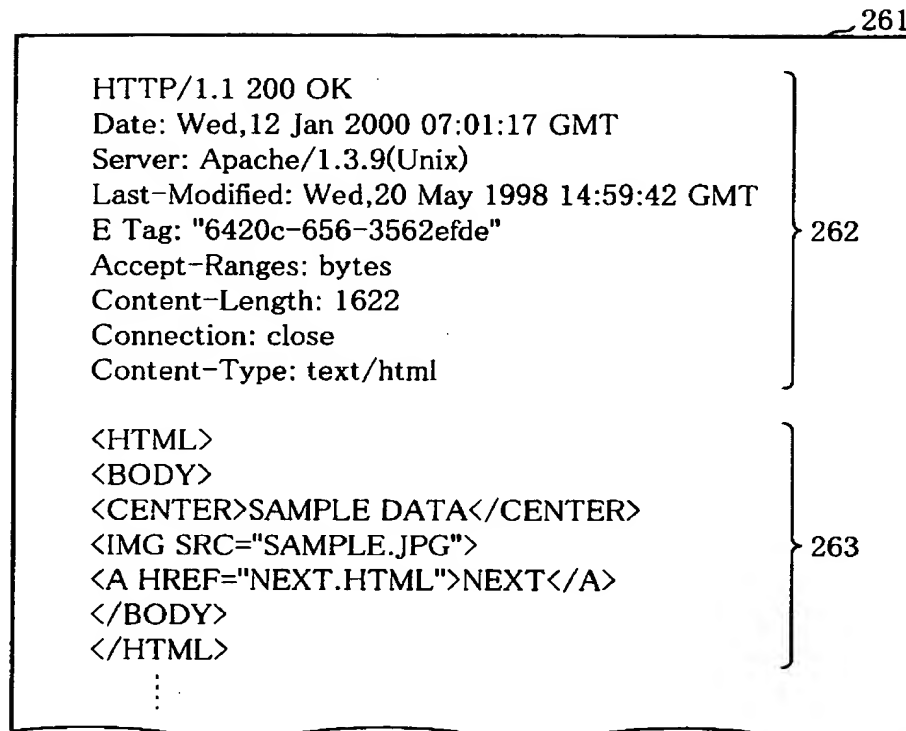 261
HTTP/1.1 200 OK
Date: Wed,12 Jan 2000 07:01:17 GMT
Server: Apache/1.3.9(Unix)
Last-Modified: Wed,20 May 1998 14:59:42 GMT
E Tag: "6420c-656-3562efde"
262
Accept-Ranges: bytes
Content-Length: 1622
Connection: close
Content-Type: text/html
<HTML>
<BODY>
<CENTER>SAMPLE DATA</CENTER>
<IMG SRC="SAMPLE.JPG">
263
<A HREF="NEXT.HTML">NEXT</A>
</BODY>
</HTML>